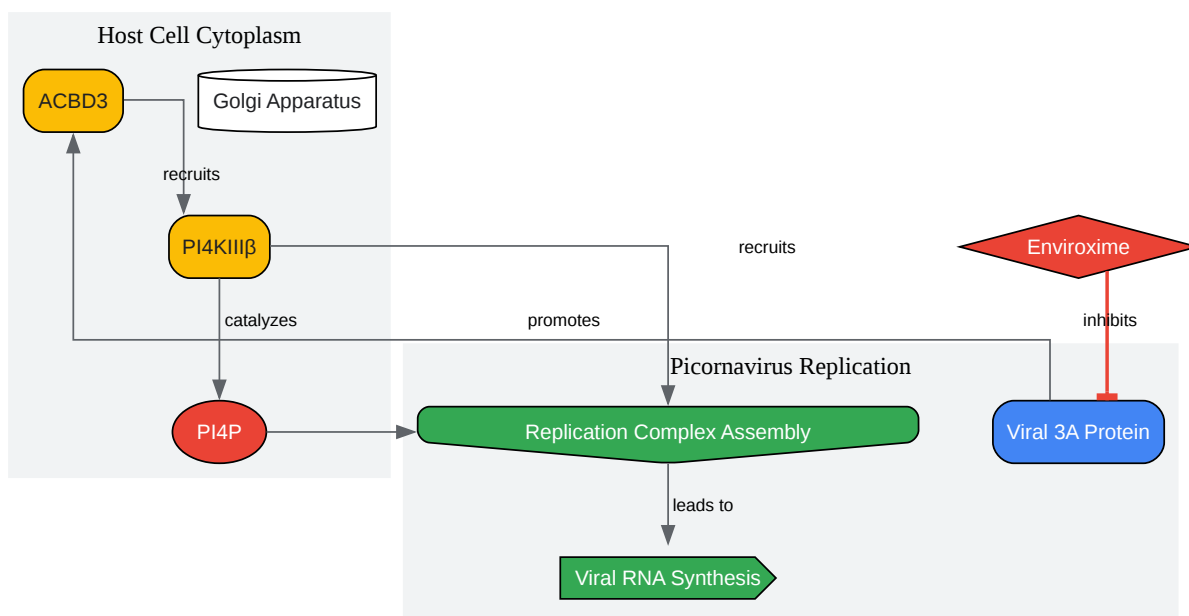 Host Cell Cytoplasm
ACBD3
Golgi Apparatus
recruits
PI4KIIIβ
recruits
Enviroxime
catalyzes
promotes
inhibits
Picornavirus Replication
PI4P
Replication Complex Assembly
Viral 3A Protein
leads to
Viral RNA Synthesis